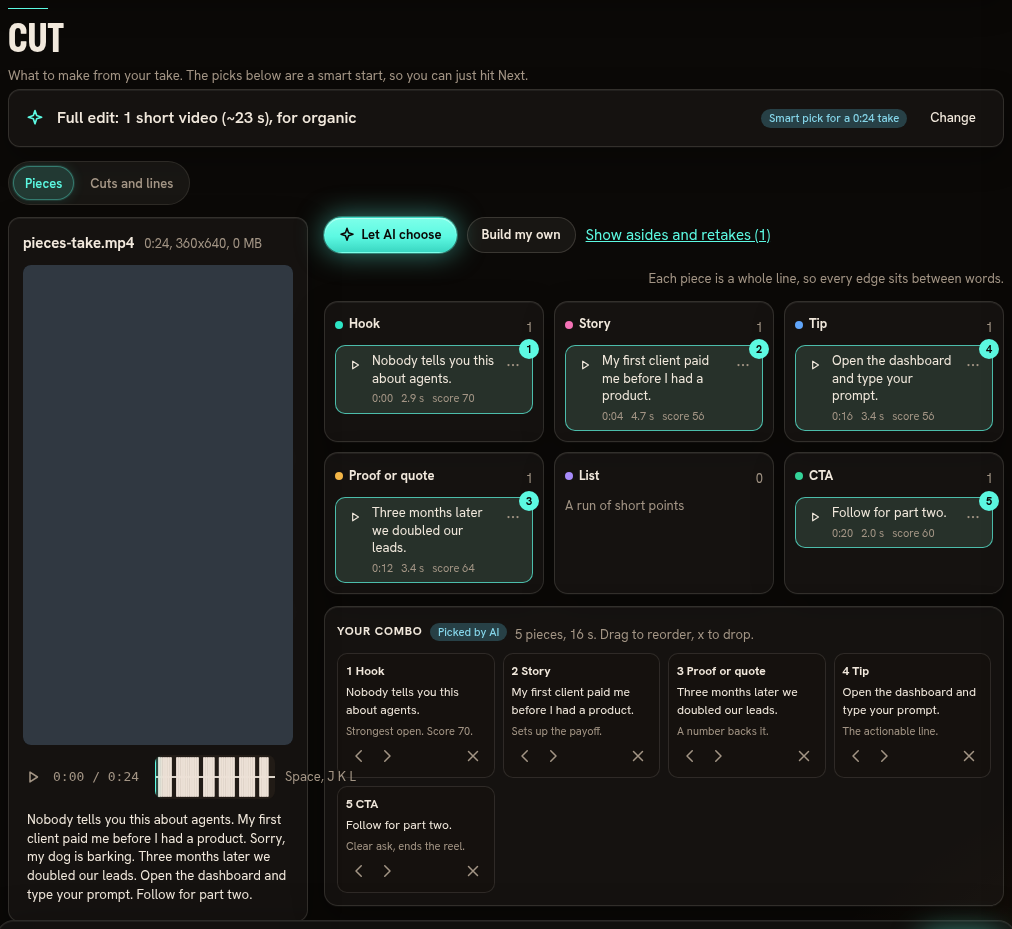 CUT
What to make from your take. The picks below are a smart start, so you can just hit Next.
Full edit: 1 short video (~23 s), for organic
Smart pick for a 0:24 take
Change
Pieces
Cuts and lines
pieces-take.mp4 0:24, 360x640, 0 MB
0:00 / 0:24
Space, J K L
Nobody tells you this about agents. My first
client paid me before I had a product. Sorry,
my dog is barking. Three months later we
doubled our leads. Open the dashboard and
type your prompt. Follow for part two.
Let AI choose
Build my own
Show asides and retakes (1)
Each piece is a whole line, so every edge sits between words.
Hook
1
1
Nobody tells you this
about agents.
...
0:00 2.9 s score 70
Story
1
2
My first client paid
me before I had a
product.
...
0:04 4.7 s score 56
Tip
1
4
Open the dashboard
and type your
prompt.
...
0:16 3.4 s score 56
Proof or quote
1
3
Three months later
we doubled our
leads.
...
0:12 3.4 s score 64
List
0
A run of short points
CTA
1
5
Follow for part two.
...
0:20 2.0 s score 60
YOUR COMBO
Picked by AI
5 pieces, 16 s. Drag to reorder, x to drop.
1 Hook
Nobody tells you this
about agents.
Strongest open. Score 70.
2 Story
My first client paid me
before I had a product.
Sets up the payoff.
3 Proof or quote
Three months later we
doubled our leads.
A number backs it.
4 Tip
Open the dashboard and
type your prompt.
The actionable line.
5 CTA
Follow for part two.
Clear ask, ends the reel.